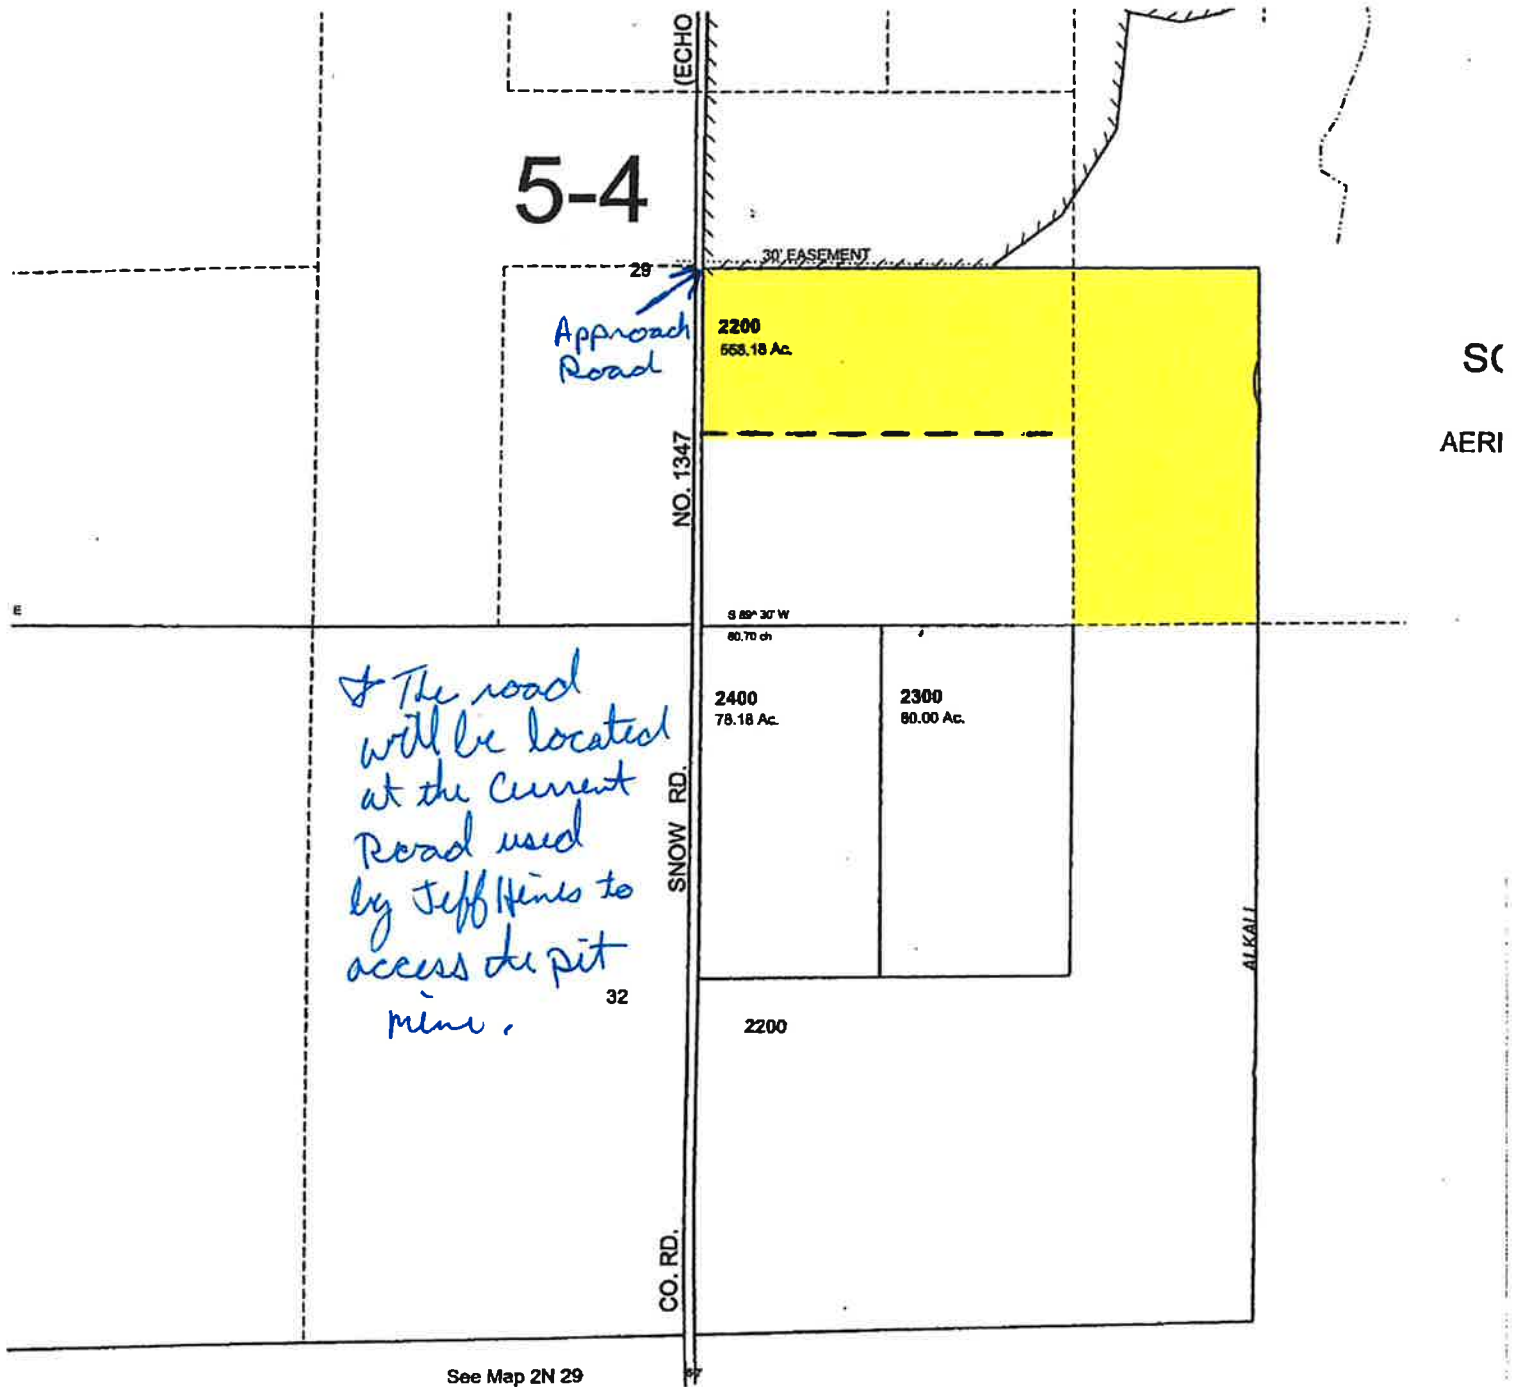 (ECHO
5-4
30' EASEMENT
29
Approach
Road
2200
558.18 Ac.
S(
AERI
NO. 1347
E
S 89° 30' W
80.70 ch
The road
will be located
at the Current
Road used
by Jeff Hines to
access the pit
mine.
2400
78.18 Ac.
2300
80.00 Ac.
SNOW RD.
ALKALI
32
2200
CO. RD.
See Map 2N 29